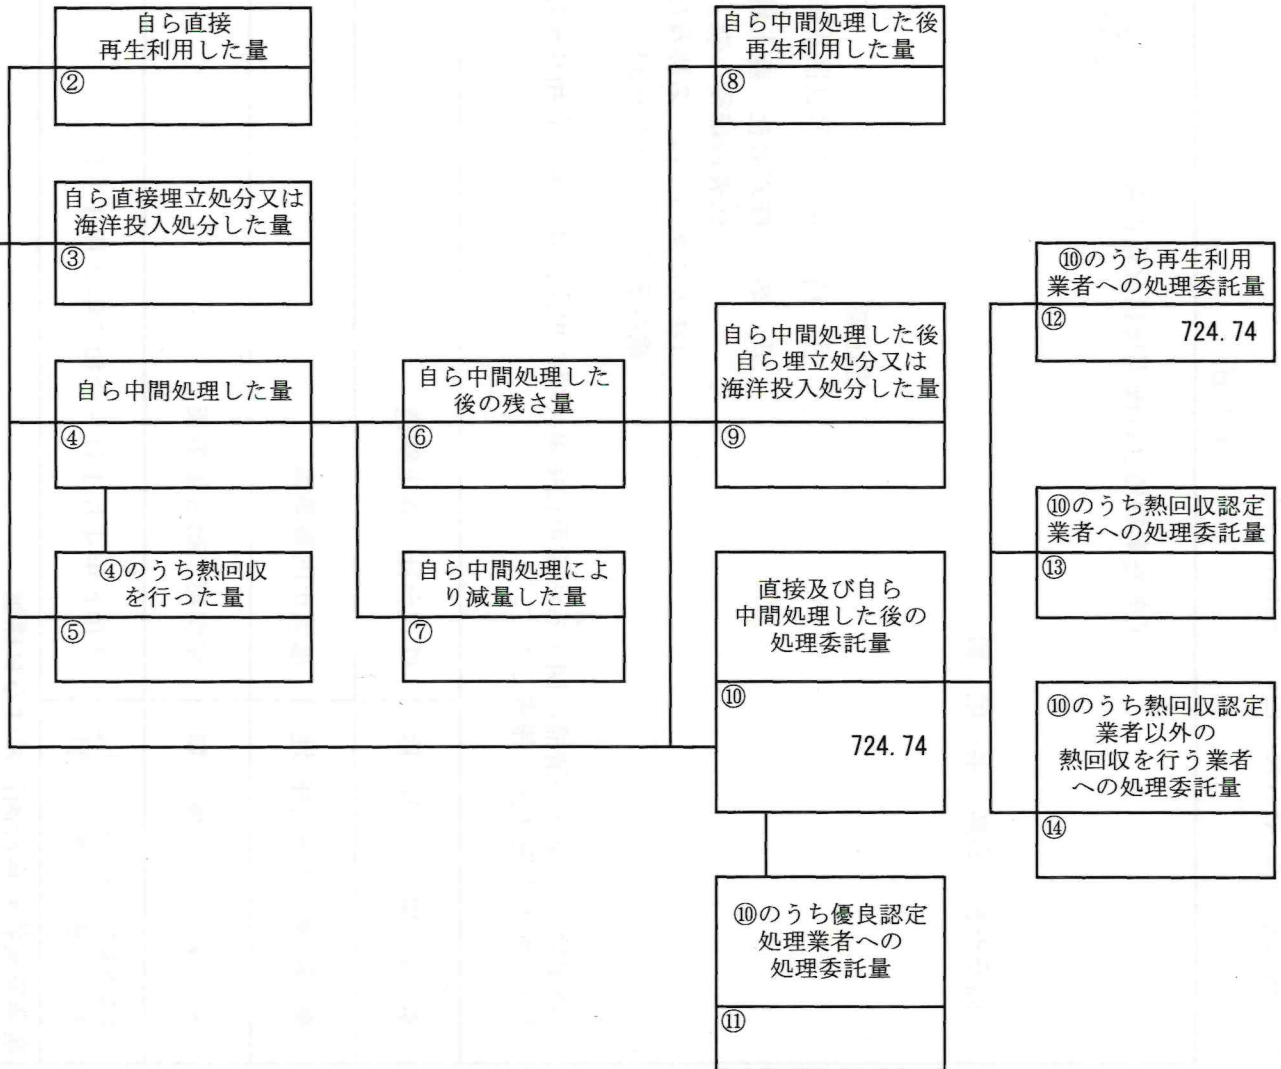 自ら直接
再生利用した量
②
自ら直接埋立処分又は
海洋投入処分した量
③
自ら中間処理した量
④
④のうち熱回収
を行った量
⑤
自ら中間処理した
後の残さ量
⑥
自ら中間処理によ
り減量した量
⑦
自ら中間処理した後
再生利用した量
⑧
自ら中間処理した後
自ら埋立処分又は
海洋投入処分した量
⑨
直接及び自ら
中間処理した後の
処理委託量
⑩
724.74
⑩のうち優良認定
処理業者への
処理委託量
⑪
⑩のうち再生利用
業者への処理委託量
⑫
724.74
⑩のうち熱回収認定
業者への処理委託量
⑬
⑩のうち熱回収認定
業者以外の
熱回収を行う業者
への処理委託量
⑭